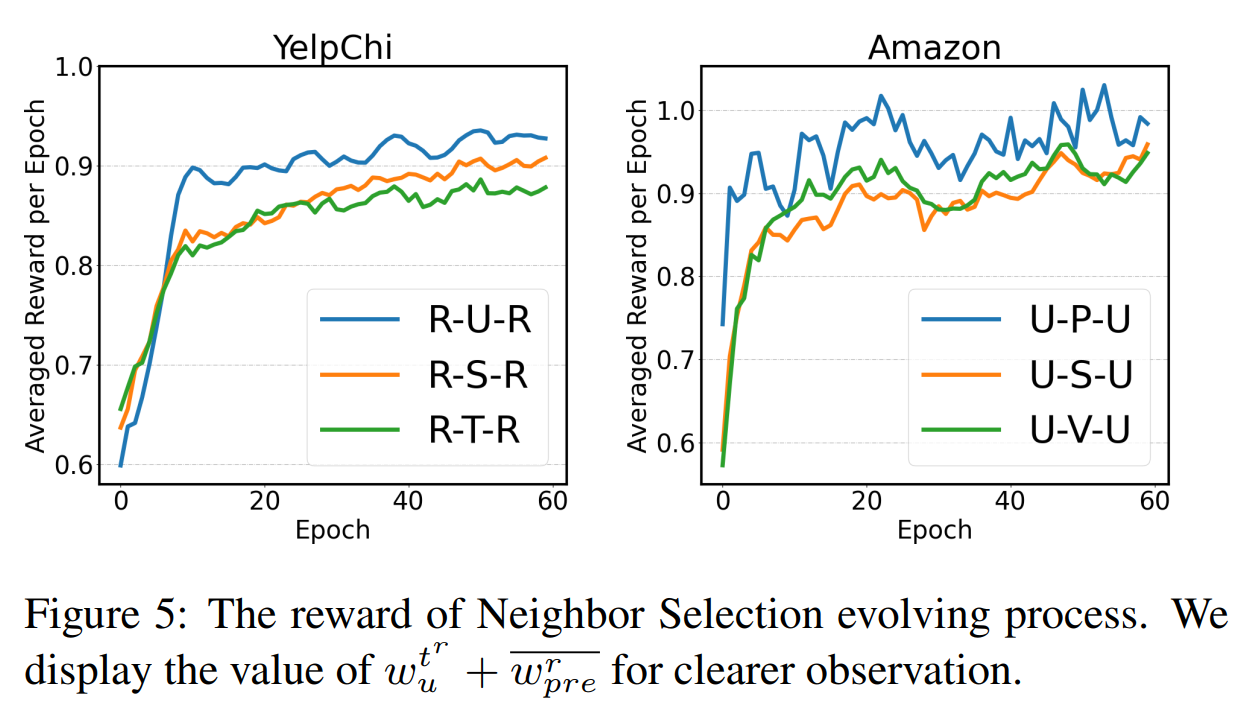 YelpChi
Averaged Reward per Epoch
1.0
0.9
0.8
0.7
0.6
R-U-R
R-S-R
R-T-R
0 20 40 60
Epoch
Amazon
Averaged Reward per Epoch
1.0
0.9
0.8
0.7
0.6
U-P-U
U-S-U
U-V-U
0 20 40 60
Epoch
Figure 5: The reward of Neighbor Selection evolving process. We
display the value of $w_u^{t^r} + \overline{w_{pre}^r}$ for clearer observation.